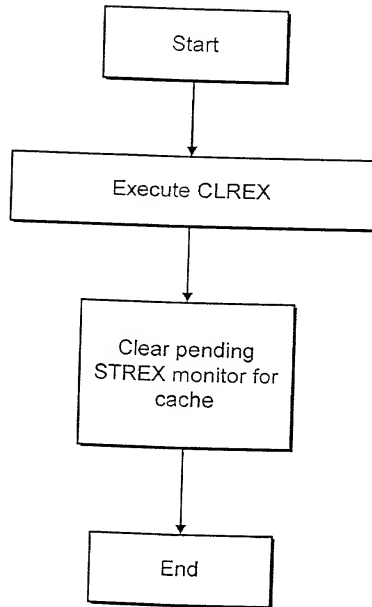 Start
Execute CLREX
Clear pending
STREX monitor for
cache
End